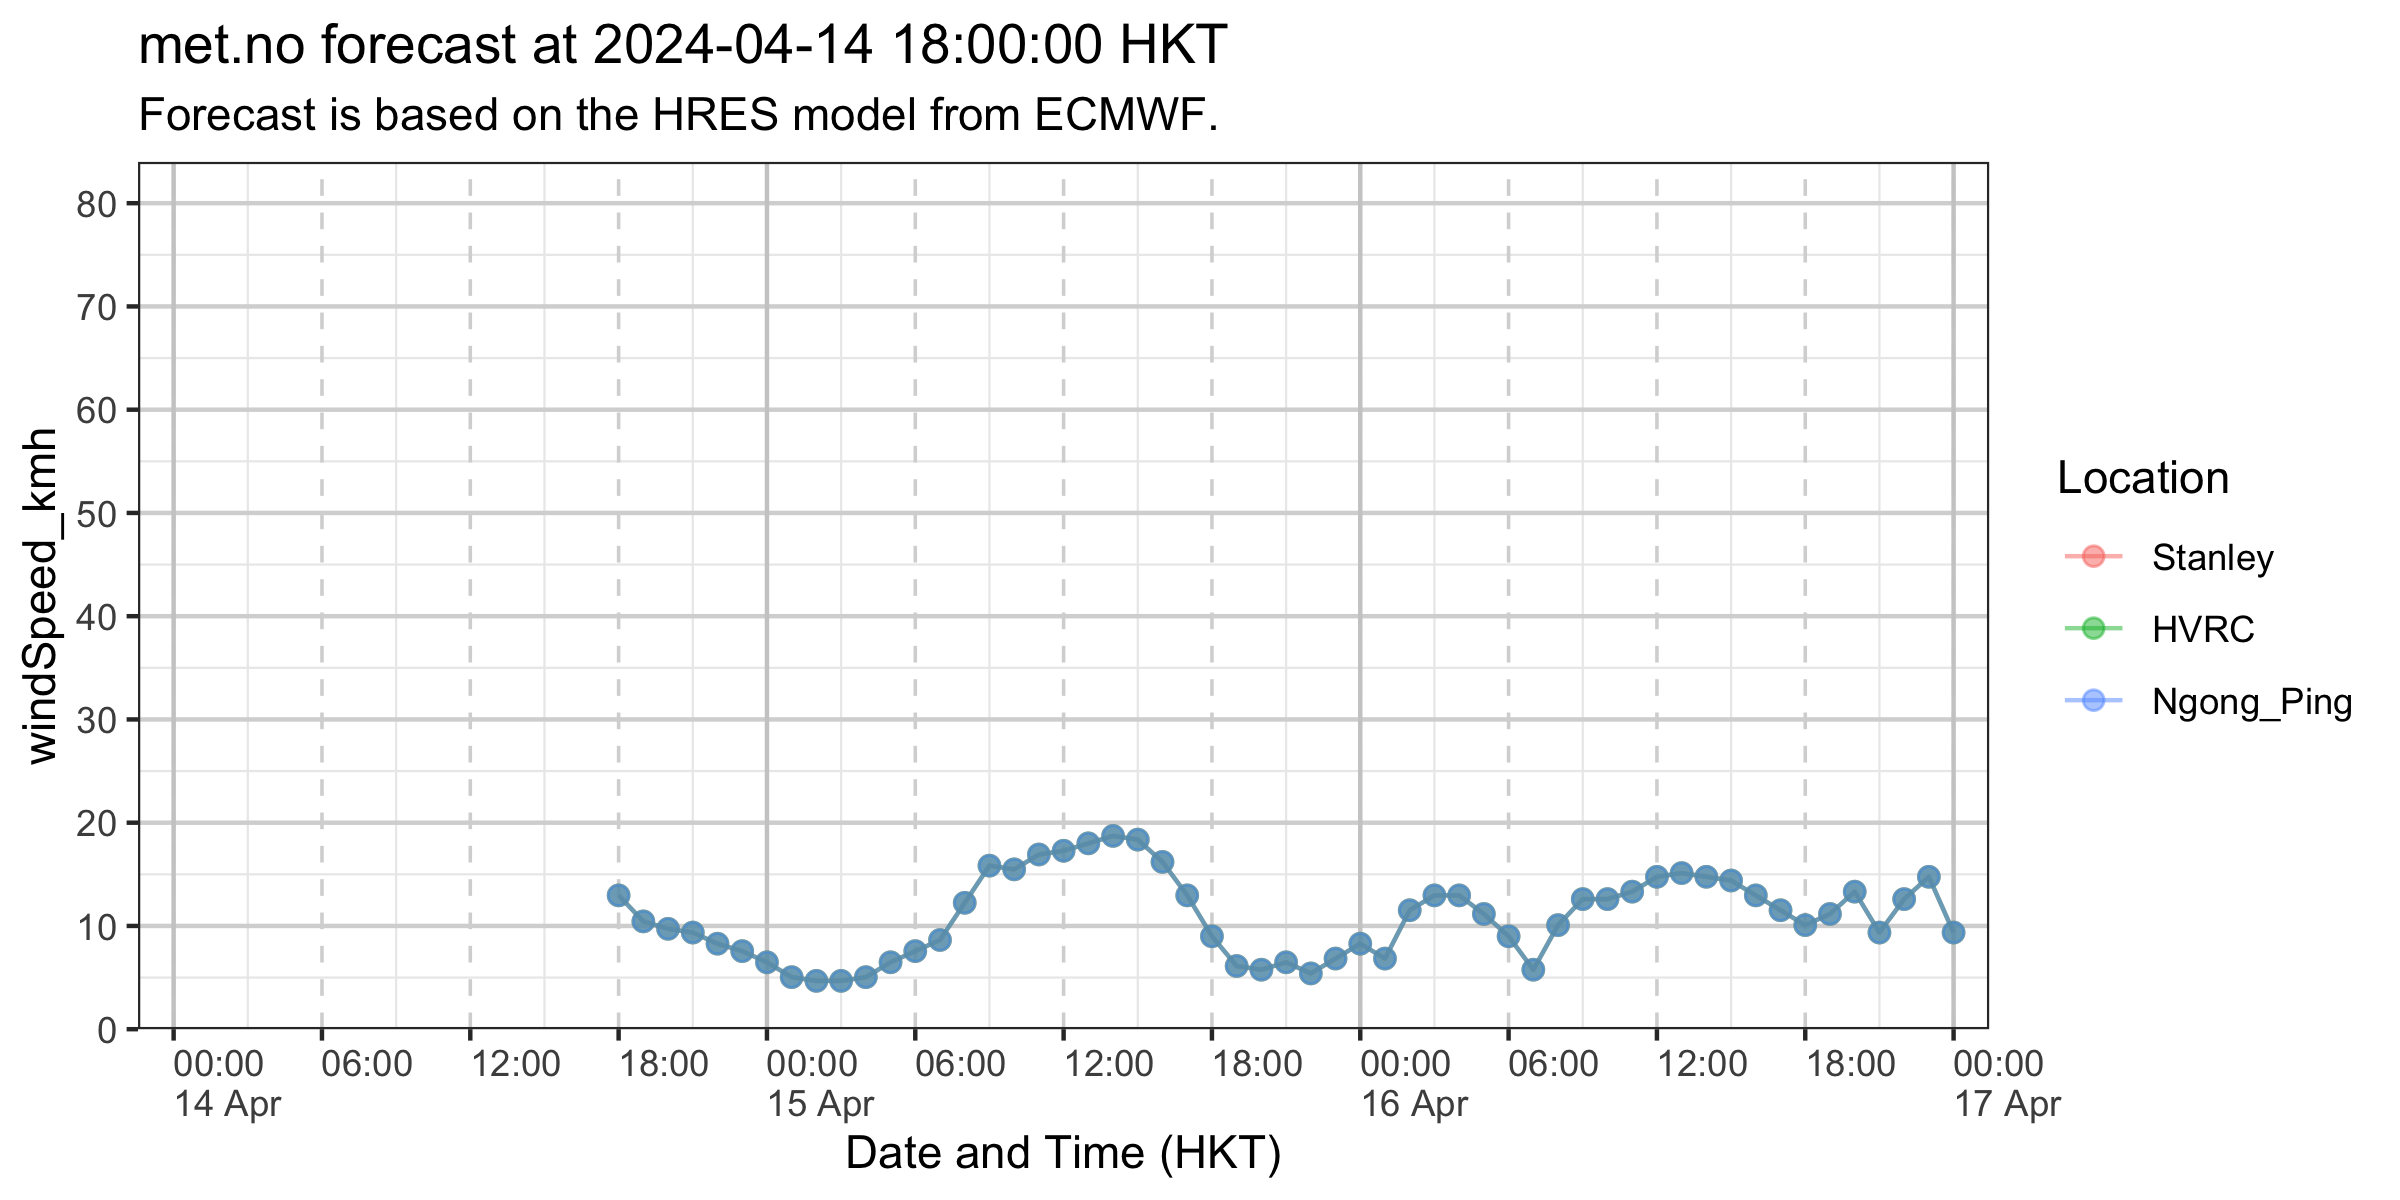 met.no forecast at 2024-04-14 18:00:00 HKT
Forecast is based on the HRES model from ECMWF.
windSpeed_kmh
80
70
60
50
40
30
20
10
0
00:00 06:00 12:00 18:00 00:00 06:00 12:00 18:00 00:00 06:00 12:00 18:00 00:00
14 Apr 15 Apr 16 Apr 17 Apr
Date and Time (HKT)
Location
Stanley
HVRC
Ngong_Ping